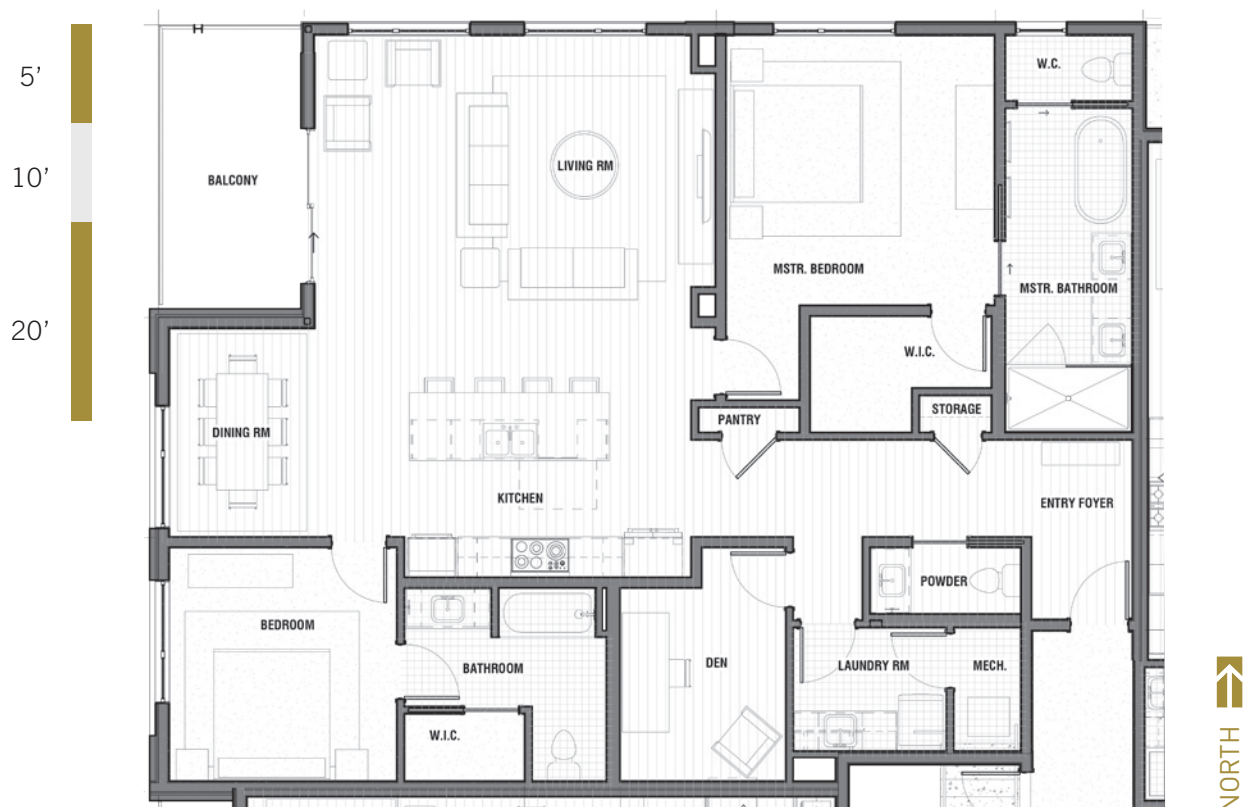 5’
10’
20’
BALCONY
LIVING RM
MSTR. BEDROOM
W.C.
MSTR. BATHROOM
W.I.C.
DINING RM
PANTRY
STORAGE
KITCHEN
ENTRY FOYER
POWDER
BEDROOM
BATHROOM
DEN
LAUNDRY RM
MECH.
W.I.C.
NORTH